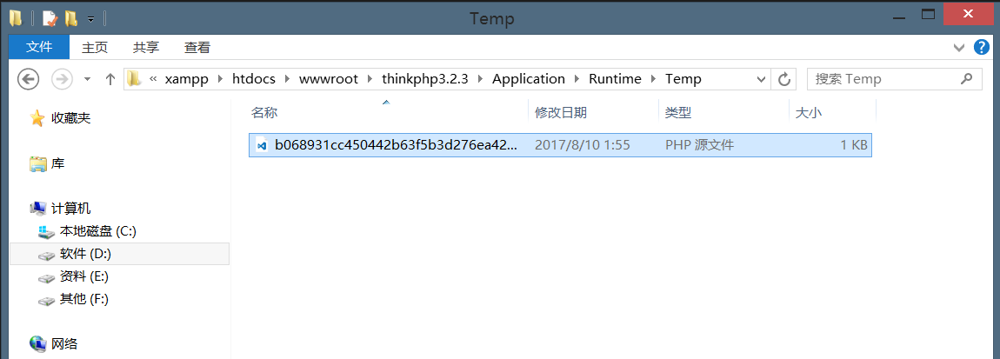 Temp
文件 主页 共享 查看
« xampp htdocs wwwroot thinkphp3.2.3 Application Runtime Temp 搜索 Temp
名称 修改日期 类型 大小
b068931cc450442b63f5b3d276ea42... 2017/8/10 1:55 PHP 源文件 1 KB
收藏夹
库
计算机
本地磁盘 (C:)
软件 (D:)
资料 (E:)
其他 (F:)
网络